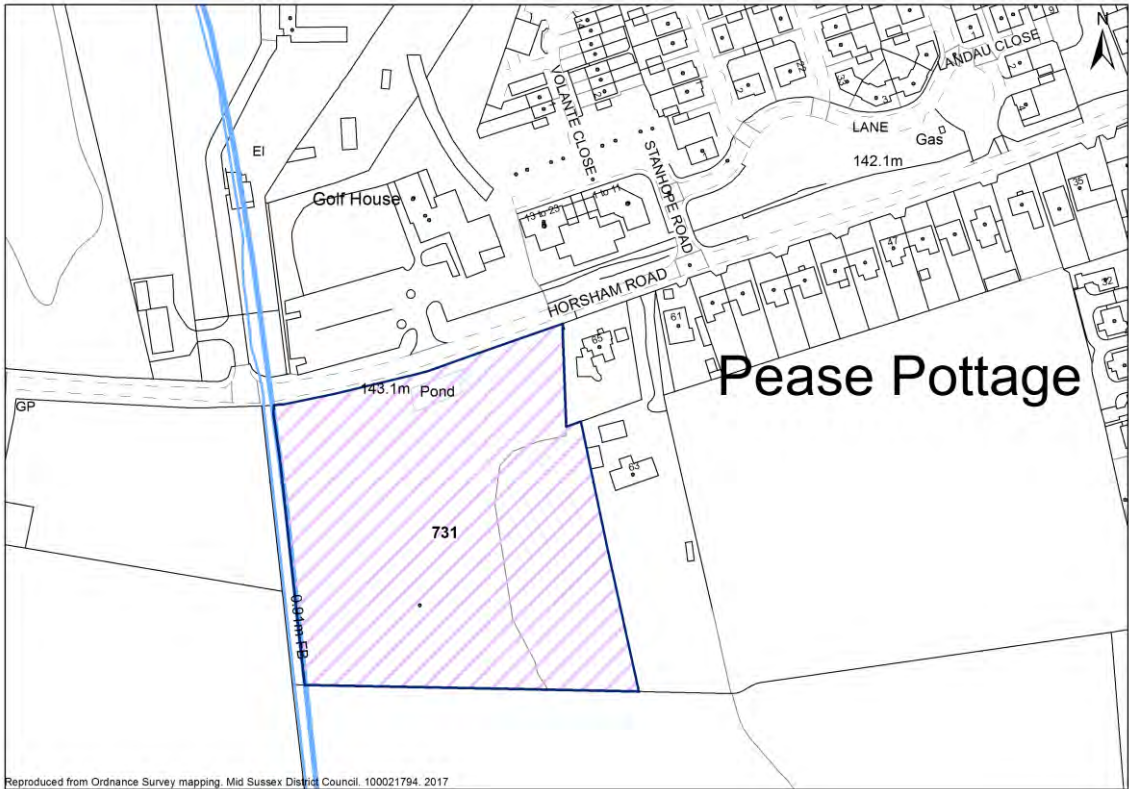 N
LANDAU CLOSE
VOLANTE CLOSE
LANE
Gas
142.1m
STANHOPE ROAD
El
Golf House
13 to 23
1 to 11
35
47
HORSHAM ROAD
61
65
32
Pease Pottage
143.1m
Pond
GP
63
731
0.91m FB
Reproduced from Ordnance Survey mapping. Mid Sussex District Council. 100021794. 2017